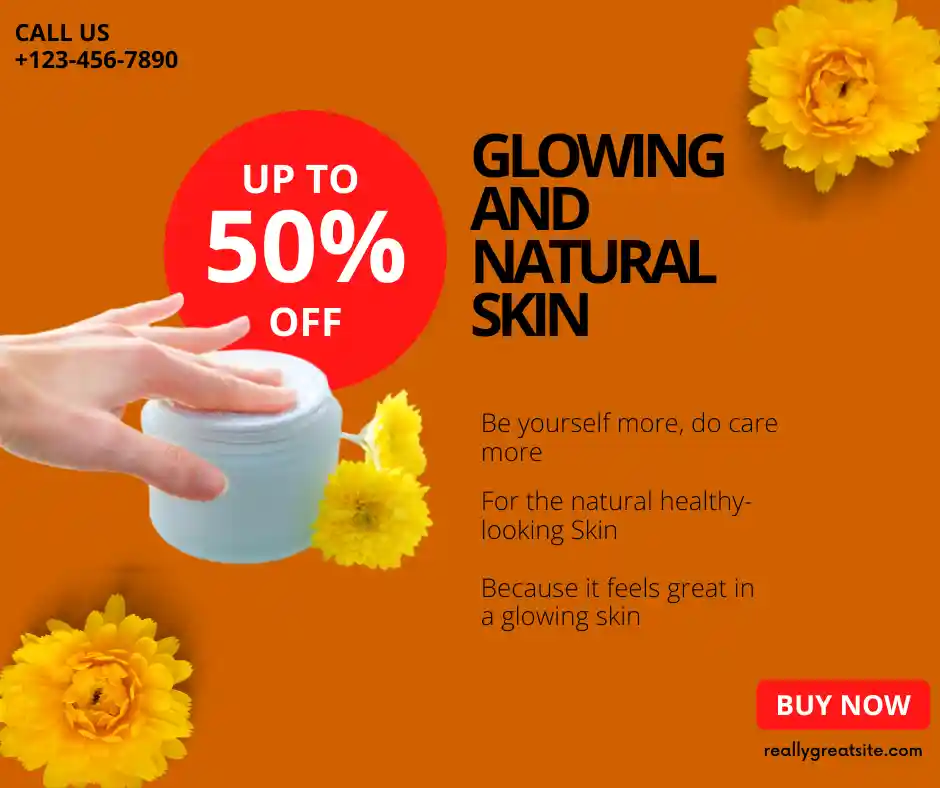 CALL US
+123-456-7890
UP TO
50%
OFF
GLOWING
AND
NATURAL
SKIN
Be yourself more, do care
more
For the natural healthy-
looking Skin
Because it feels great in
a glowing skin
BUY NOW
reallygreatsite.com